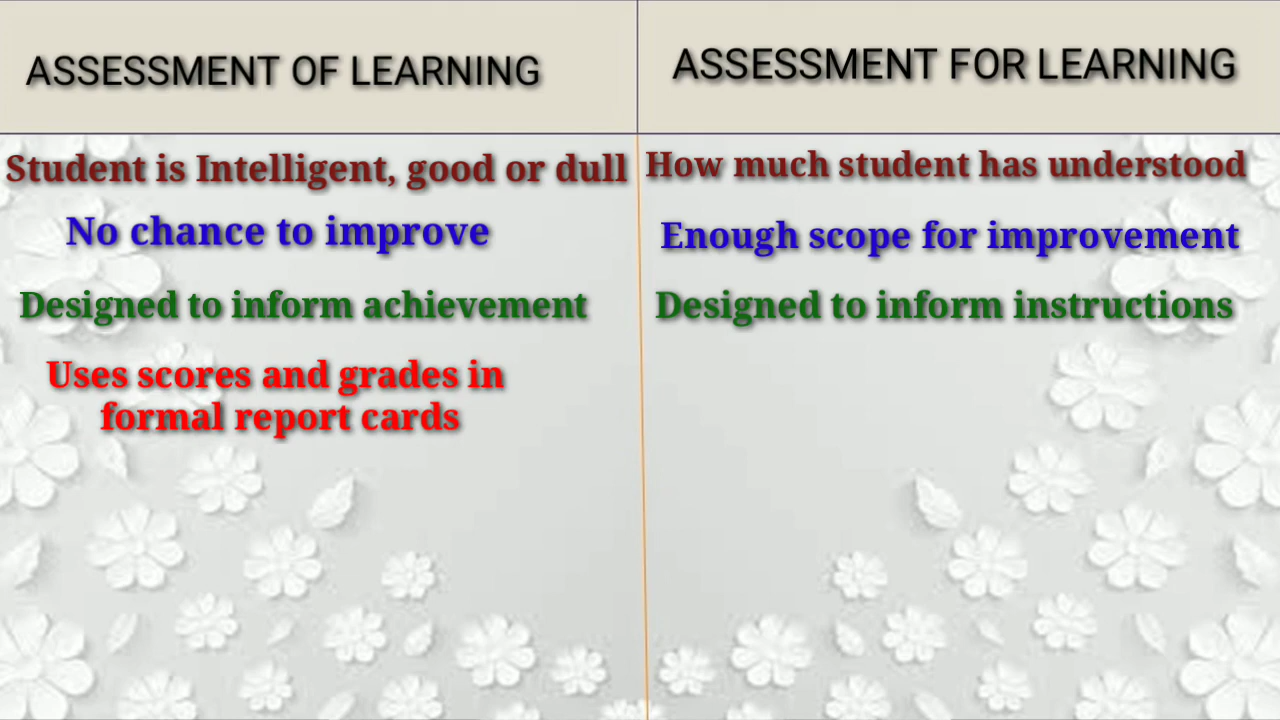 ASSESSMENT OF LEARNING
ASSESSMENT FOR LEARNING
Student is Intelligent, good or dull
How much student has understood
No chance to improve
Enough scope for improvement
Designed to inform achievement
Designed to inform instructions
Uses scores and grades in
formal report cards